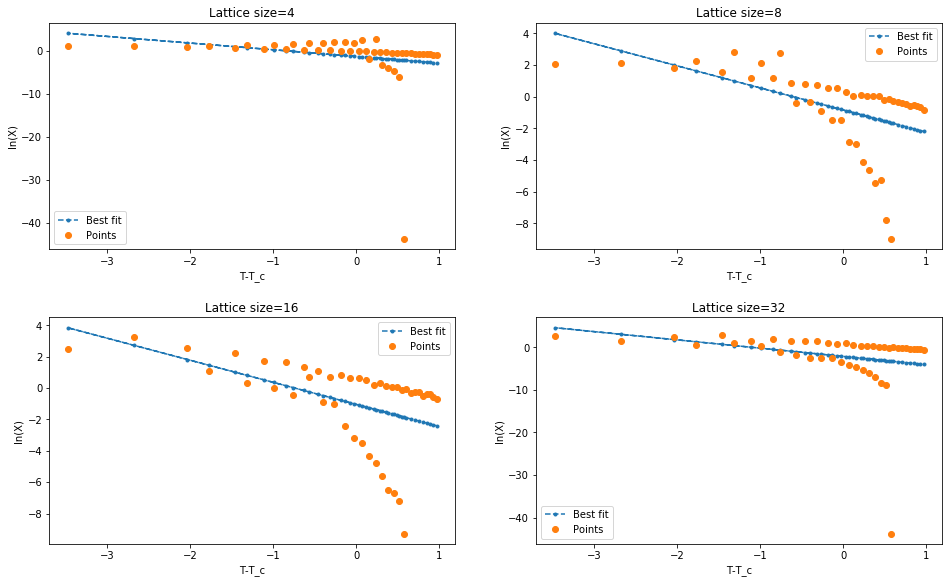 Lattice size=4
ln(X)
0
−10
−20
−30
−40
Best fit
Points
−3
−2
−1
0
1
T-T_c
Lattice size=8
ln(X)
4
2
0
−2
−4
−6
−8
Best fit
Points
−3
−2
−1
0
1
T-T_c
Lattice size=16
ln(X)
4
2
0
−2
−4
−6
−8
Best fit
Points
−3
−2
−1
0
1
T-T_c
Lattice size=32
ln(X)
0
−10
−20
−30
−40
Best fit
Points
−3
−2
−1
0
1
T-T_c